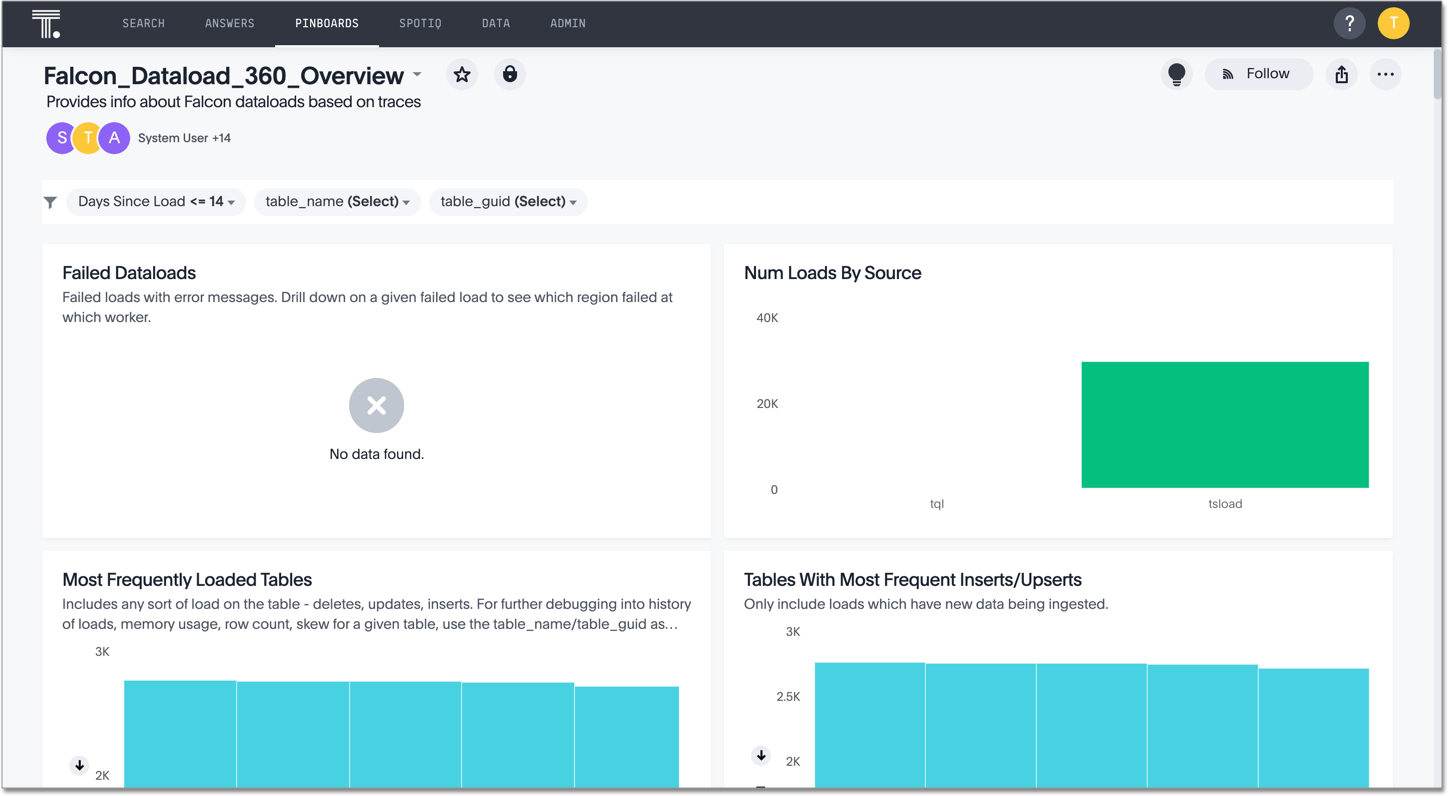 T.
SEARCH ANSWERS PINBOARDS SPOTIQ DATA ADMIN ? T
Falcon_Dataload_360_Overview
Follow
Provides info about Falcon dataloads based on traces
S T A System User +14
Days Since Load <= 14 table_name (Select) table_guid (Select)
Failed Dataloads
Failed loads with error messages. Drill down on a given failed load to see which region failed at
which worker.
No data found.
Num Loads By Source
40K
20K
0
tql tsload
Most Frequently Loaded Tables
Includes any sort of load on the table - deletes, updates, inserts. For further debugging into history
of loads, memory usage, row count, skew for a given table, use the table_name/table_guid as...
3K
2K
Tables With Most Frequent Inserts/Upserts
Only include loads which have new data being ingested.
3K
2.5K
2K